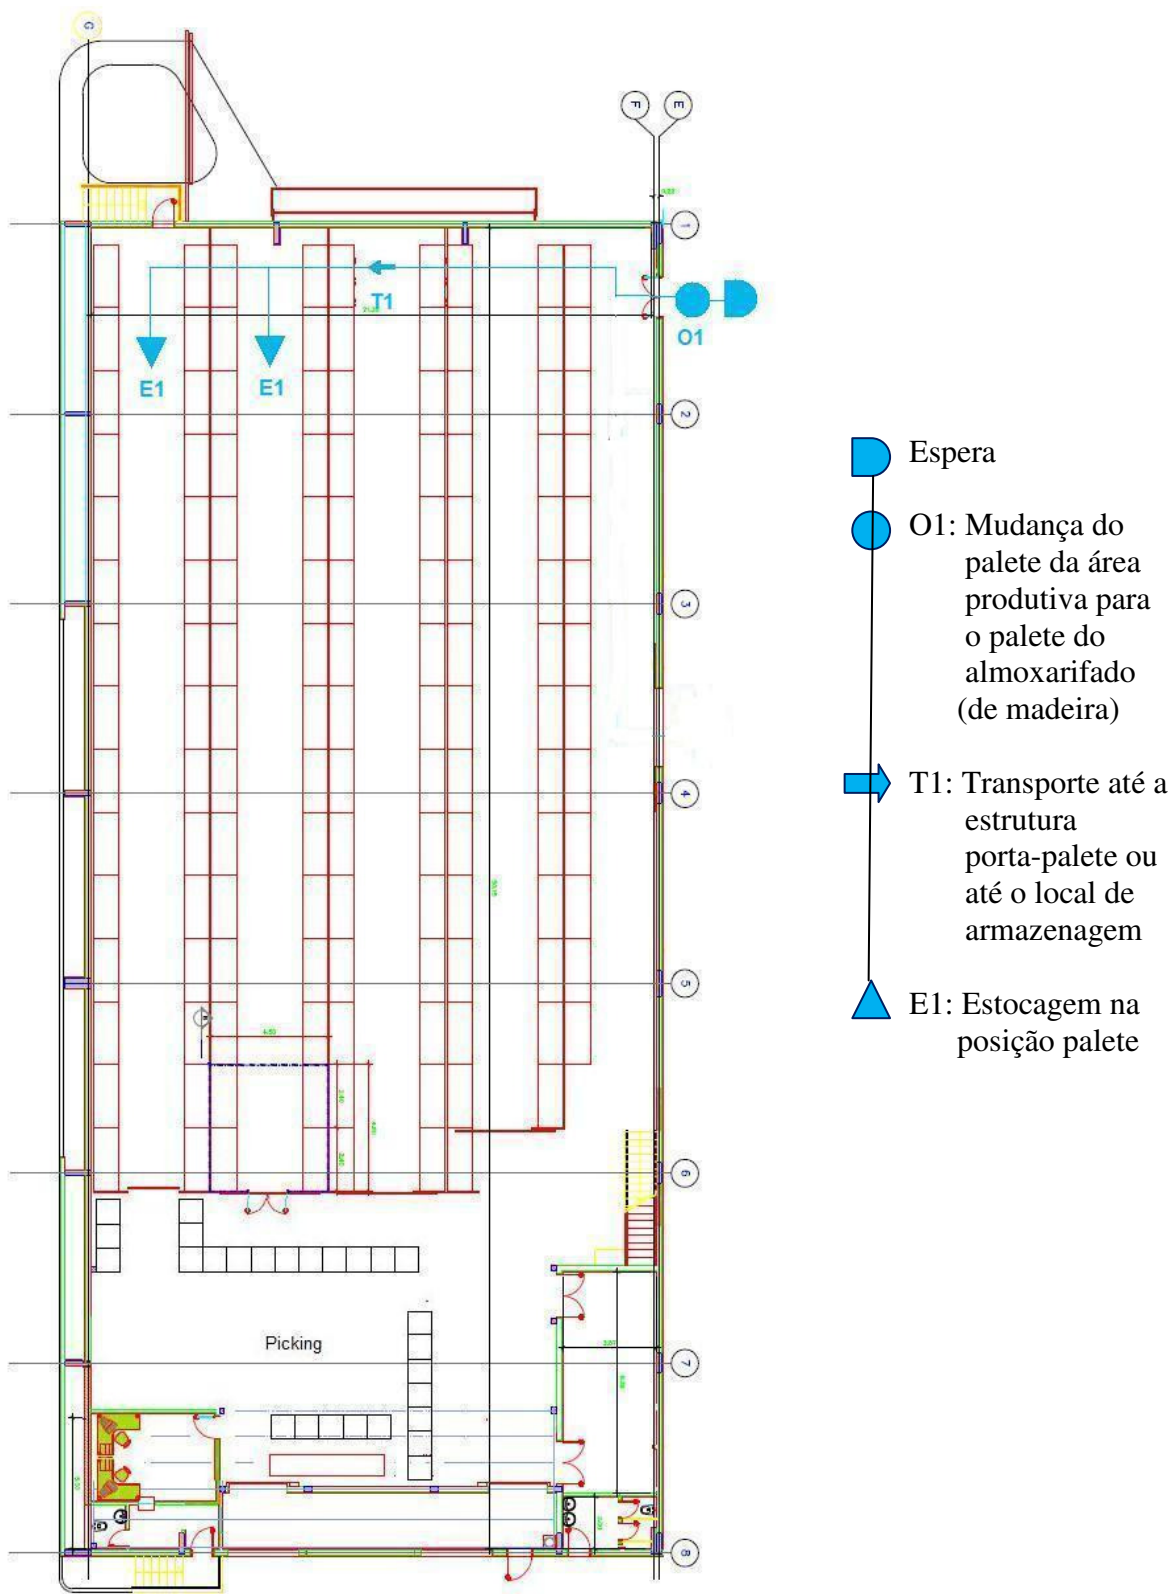 G
F
E
1
T1
O1
E1
E1
2
Espera
O1: Mudança do
palete da área
produtiva para
o palete do
almoxarifado
(de madeira)
3
T1: Transporte até a
estrutura
porta-palete ou
até o local de
armazenagem
4
5
E1: Estocagem na
posição palete
6
Picking
7
8